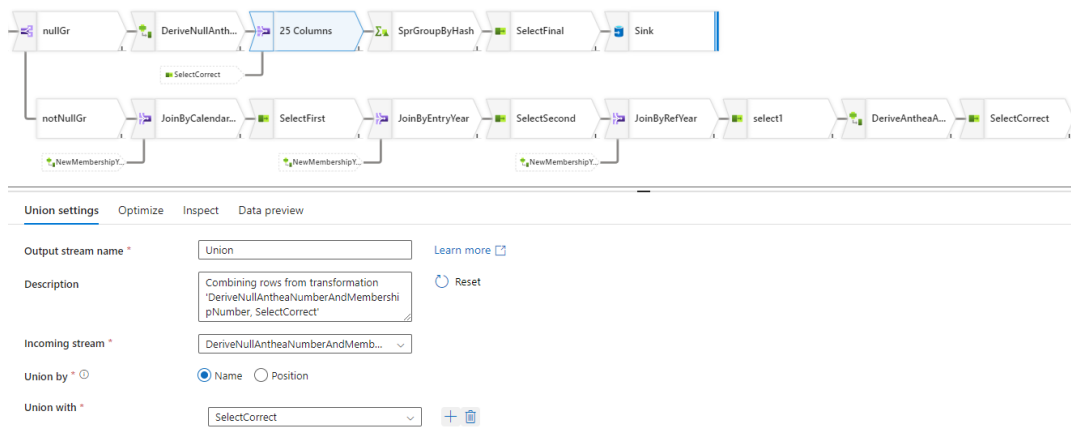 nullGr
DeriveNullAnth...
25 Columns
SprGroupByHash
SelectFinal
Sink
SelectCorrect
notNullGr
JoinByCalendar...
SelectFirst
JoinByEntryYear
SelectSecond
JoinByRefYear
select1
DeriveAntheaA...
SelectCorrect
NewMembershipY...
NewMembershipY...
NewMembershipY...
Union settings
Optimize
Inspect
Data preview
Output stream name *
Union
Learn more
Description
Combining rows from transformation
'DeriveNullAntheaNumberAndMembershi
pNumber, SelectCorrect'
Reset
Incoming stream *
DeriveNullAntheaNumberAndMemb...
Union by *
Name
Position
Union with *
SelectCorrect